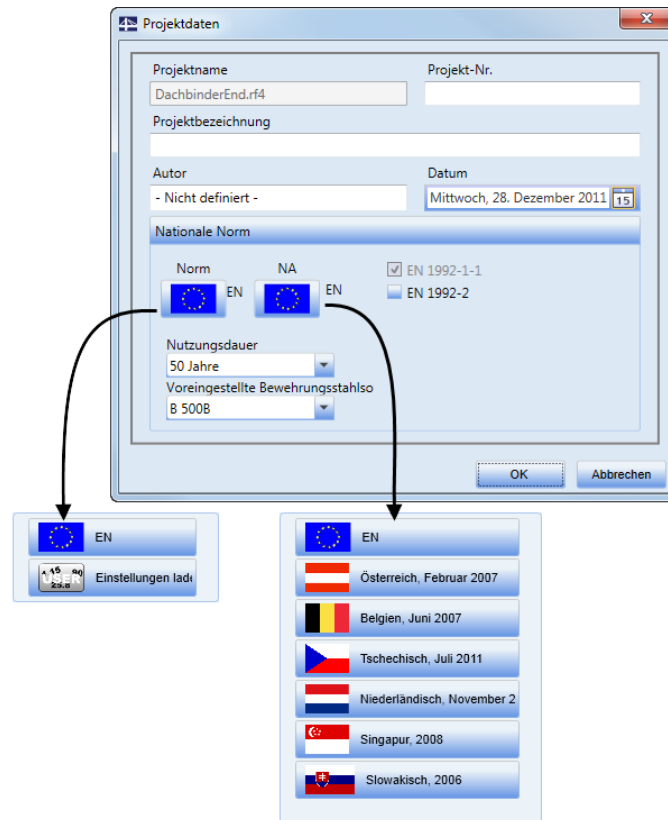 Projektdaten
Projektname Projekt-Nr.
DachbinderEnd.rf4
Projektbezeichnung
Autor Datum
- Nicht definiert - Mittwoch, 28. Dezember 2011 15
Nationale Norm
Norm NA EN 1992-1-1
EN EN EN 1992-2
Nutzungsdauer
50 Jahre
Voreingestellte Bewehrungsstahlso
B 500B
OK Abbrechen
EN
USER Einstellungen lade
EN
Österreich, Februar 2007
Belgien, Juni 2007
Tschechisch, Juli 2011
Niederländisch, November 2
Singapur, 2008
Slowakisch, 2006